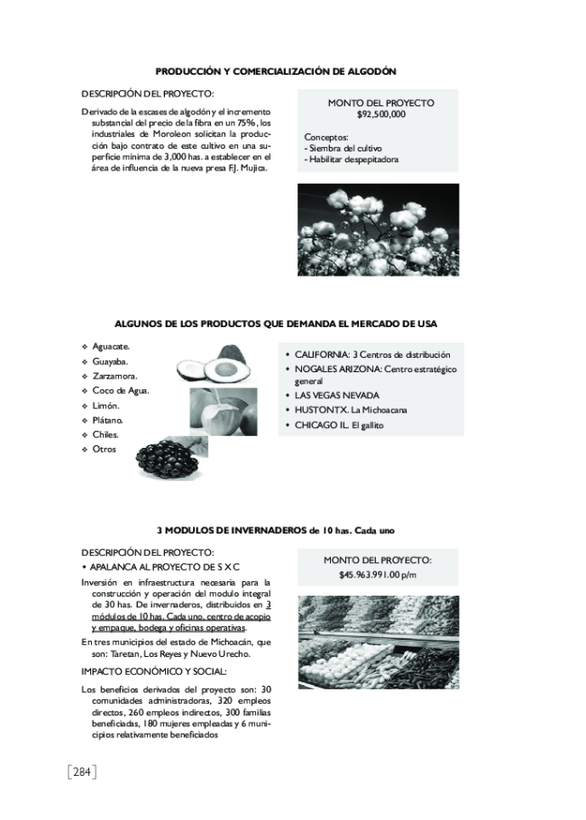 PRODUCCIÓN Y COMERCIALIZACIÓN DE ALGODÓN
DESCRIPCIÓN DEL PROYECTO:
Derivado de la escases de algodón y el incremento
substancial del precio de la fibra en un 75%, los
industriales de Moroleon solicitan la produc-
ción bajo contrato de este cultivo en una su-
perficie mínima de 3,000 has. a establecer en el
área de influencia de la nueva presa F.J. Mujica.
MONTO DEL PROYECTO
$92,500,000
Conceptos:
- Siembra del cultivo
- Habilitar despepitadora
ALGUNOS DE LOS PRODUCTOS QUE DEMANDA EL MERCADO DE USA
❖ Aguacate.
❖ Guayaba.
❖ Zarzamora.
❖ Coco de Agua.
❖ Limón.
❖ Plátano.
❖ Chiles.
❖ Otros
• CALIFORNIA: 3 Centros de distribución
• NOGALES ARIZONA: Centro estratégico
general
• LAS VEGAS NEVADA
• HUSTONTX. La Michoacana
• CHICAGO IL. El gallito
3 MODULOS DE INVERNADEROS de 10 has. Cada uno
DESCRIPCIÓN DEL PROYECTO:
• APALANCA AL PROYECTO DE S X C
Inversión en infraestructura necesaria para la
construcción y operación del modulo integral
de 30 has. De invernaderos, distribuidos en 3
módulos de 10 has. Cada uno, centro de acopio
y empaque, bodega y oficinas operativas.
En tres municipios del estado de Michoacán, que
son: Taretan, Los Reyes y Nuevo Urecho.
IMPACTO ECONÓMICO Y SOCIAL:
Los beneficios derivados del proyecto son: 30
comunidades administradoras, 320 empleos
directos, 260 empleos indirectos, 300 familias
beneficiadas, 180 mujeres empleadas y 6 muni-
cipios relativamente beneficiados
MONTO DEL PROYECTO:
$45.963.991.00 p/m
[284]